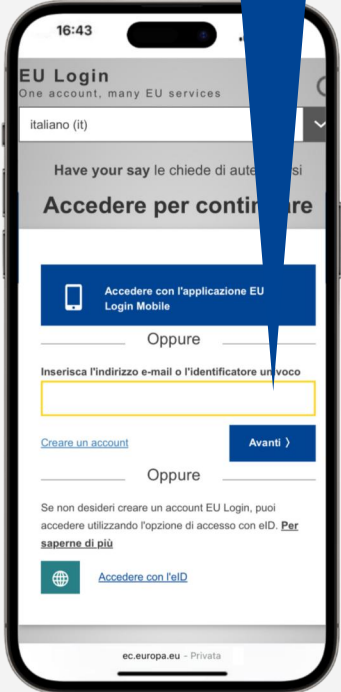 16:43
EU Login
One account, many EU services
italiano (it)
Have your say le chiede di
Accedere per
Accedere con l'applicazione EU
Login Mobile
Oppure
Inserisca l'indirizzo e-mail o l'identificatore univoco
Creare un account
Avanti
Oppure
Se non desideri creare un account EU Login, puoi
accedere utilizzando l'opzione di accesso con eID. Per
saperne di più
Accedere con l'eID
ec.europa.eu - Privata